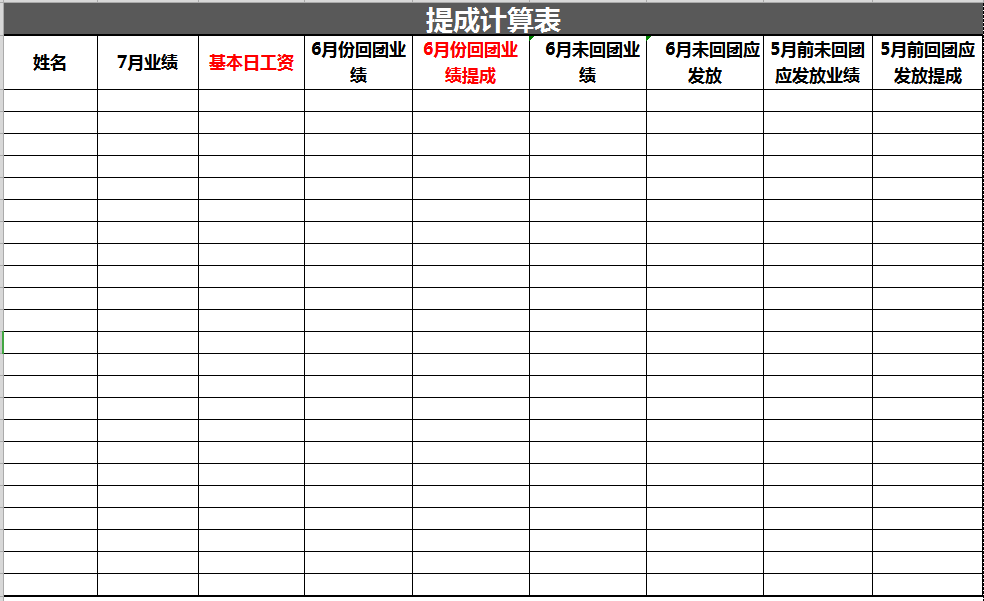 提成计算表
姓名
7月业绩
基本日工资
6月份回团业
绩
6月份回团业
绩提成
6月未回团业
绩
6月未回团应
发放
5月前未回团
应发放业绩
5月前回团应
发放提成